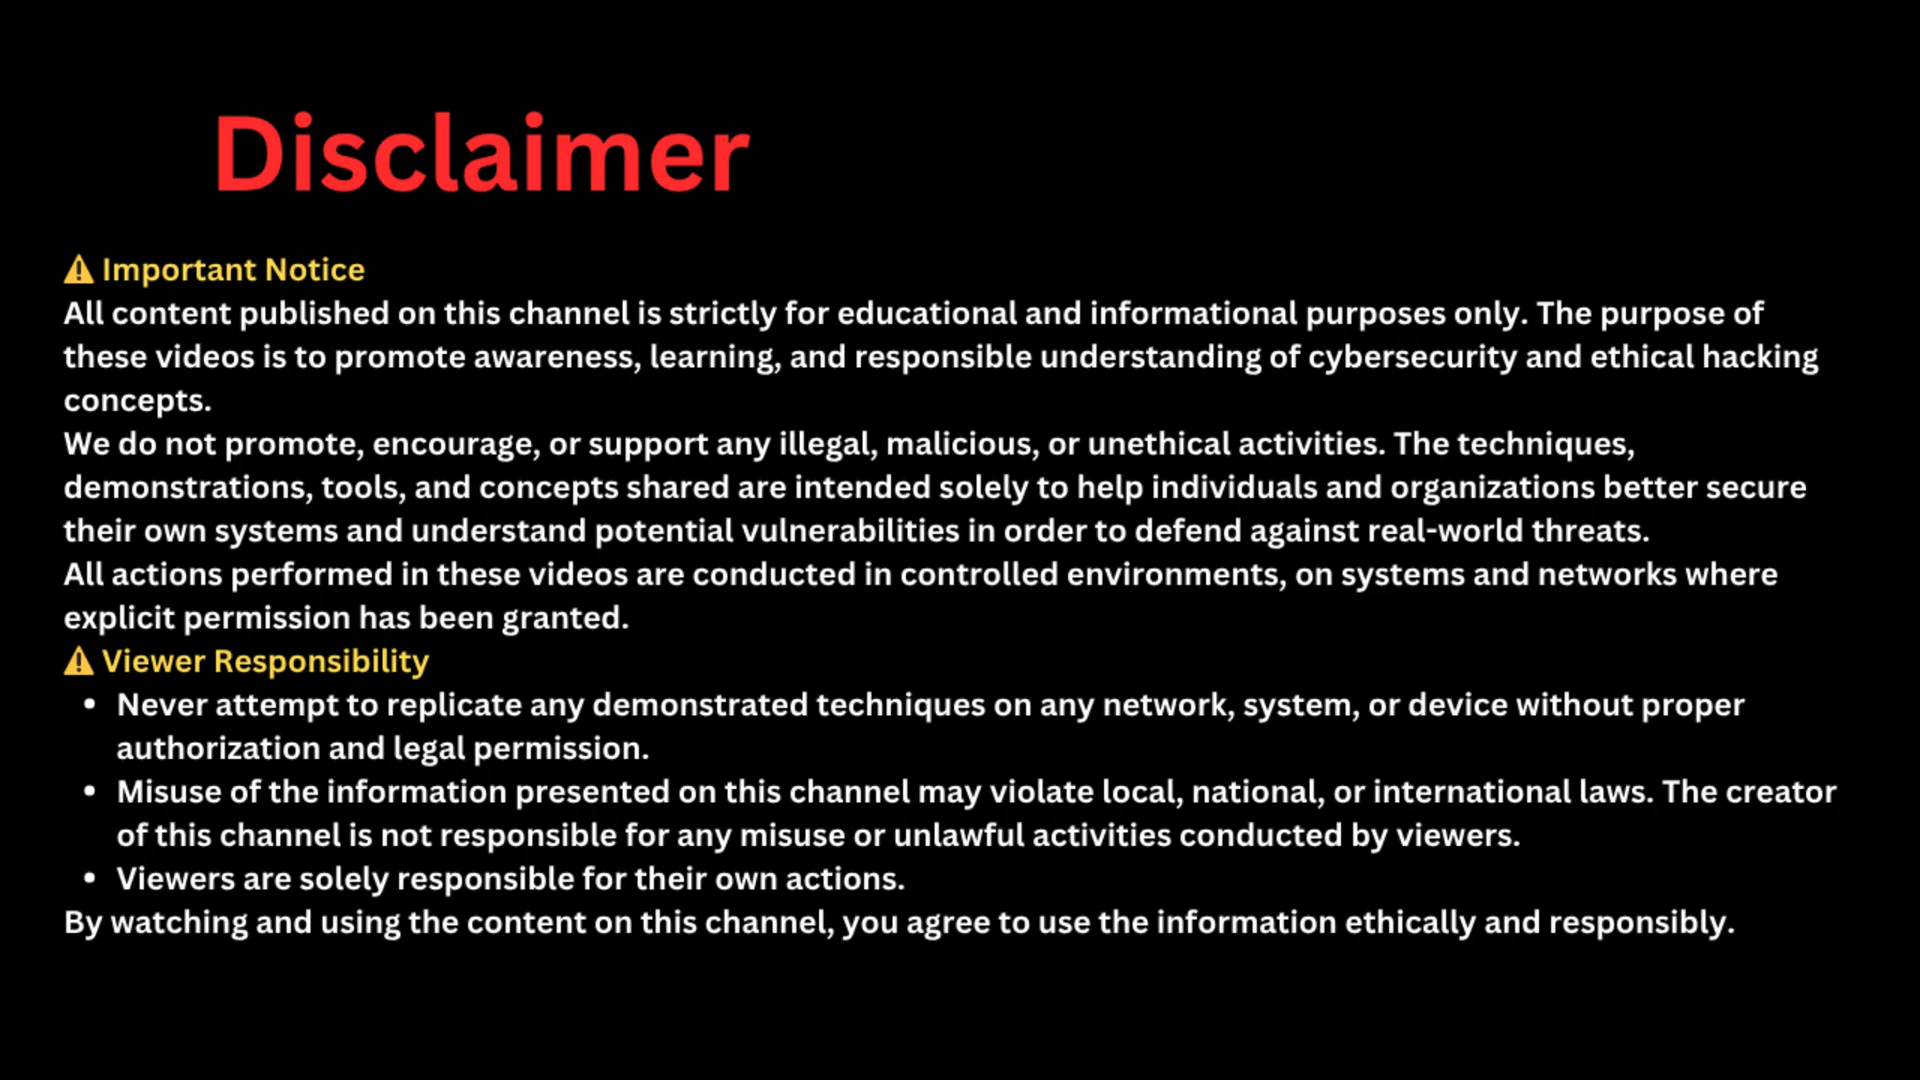 Disclaimer
⚠ Important Notice
All content published on this channel is strictly for educational and informational purposes only. The purpose of
these videos is to promote awareness, learning, and responsible understanding of cybersecurity and ethical hacking
concepts.
We do not promote, encourage, or support any illegal, malicious, or unethical activities. The techniques,
demonstrations, tools, and concepts shared are intended solely to help individuals and organizations better secure
their own systems and understand potential vulnerabilities in order to defend against real-world threats.
All actions performed in these videos are conducted in controlled environments, on systems and networks where
explicit permission has been granted.
⚠ Viewer Responsibility
• Never attempt to replicate any demonstrated techniques on any network, system, or device without proper
authorization and legal permission.
• Misuse of the information presented on this channel may violate local, national, or international laws. The creator
of this channel is not responsible for any misuse or unlawful activities conducted by viewers.
• Viewers are solely responsible for their own actions.
By watching and using the content on this channel, you agree to use the information ethically and responsibly.